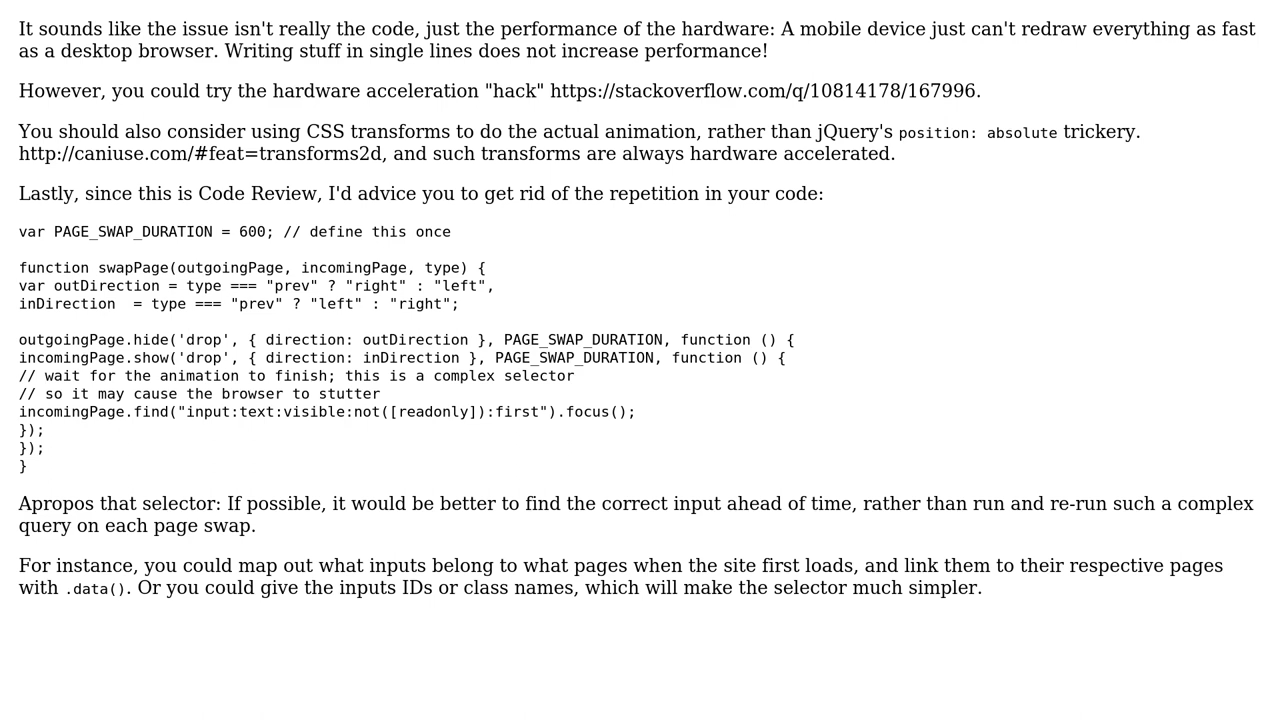 It sounds like the issue isn't really the code, just the performance of the hardware: A mobile device just can't redraw everything as fast
as a desktop browser. Writing stuff in single lines does not increase performance!
However, you could try the hardware acceleration "hack" https://stackoverflow.com/q/10814178/167996.
You should also consider using CSS transforms to do the actual animation, rather than jQuery's position: absolute trickery.
http://caniuse.com/#feat=transforms2d, and such transforms are always hardware accelerated.
Lastly, since this is Code Review, I'd advice you to get rid of the repetition in your code:
var PAGE_SWAP_DURATION = 600; // define this once
function swapPage(outgoingPage, incomingPage, type) {
var outDirection = type === "prev" ? "right" : "left",
inDirection  = type === "prev" ? "left" : "right";
outgoingPage.hide('drop', { direction: outDirection }, PAGE_SWAP_DURATION, function () {
incomingPage.show('drop', { direction: inDirection }, PAGE_SWAP_DURATION, function () {
// wait for the animation to finish; this is a complex selector
// so it may cause the browser to stutter
incomingPage.find("input:text:visible:not([readonly]):first").focus();
});
});
}
Apropos that selector: If possible, it would be better to find the correct input ahead of time, rather than run and re-run such a complex
query on each page swap.
For instance, you could map out what inputs belong to what pages when the site first loads, and link them to their respective pages
with .data(). Or you could give the inputs IDs or class names, which will make the selector much simpler.